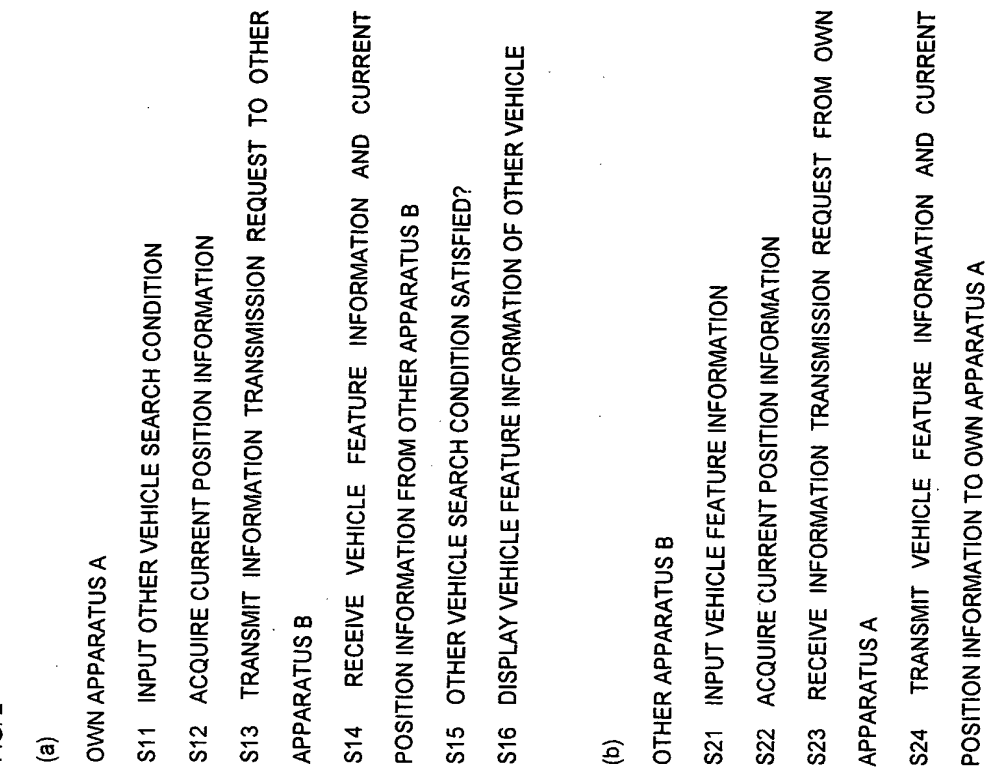 (a)
OWN APPARATUS A
S11 INPUT OTHER VEHICLE SEARCH CONDITION
S12 ACQUIRE CURRENT POSITION INFORMATION
S13 TRANSMIT INFORMATION TRANSMISSION REQUEST TO OTHER
APPARATUS B
S14 RECEIVE VEHICLE FEATURE INFORMATION AND CURRENT
POSITION INFORMATION FROM OTHER APPARATUS B
S15 OTHER VEHICLE SEARCH CONDITION SATISFIED?
S16 DISPLAY VEHICLE FEATURE INFORMATION OF OTHER VEHICLE
(b)
OTHER APPARATUS B
S21 INPUT VEHICLE FEATURE INFORMATION
S22 ACQUIRE CURRENT POSITION INFORMATION
S23 RECEIVE INFORMATION TRANSMISSION REQUEST FROM OWN
APPARATUS A
S24 TRANSMIT VEHICLE FEATURE INFORMATION AND CURRENT
POSITION INFORMATION TO OWN APPARATUS A